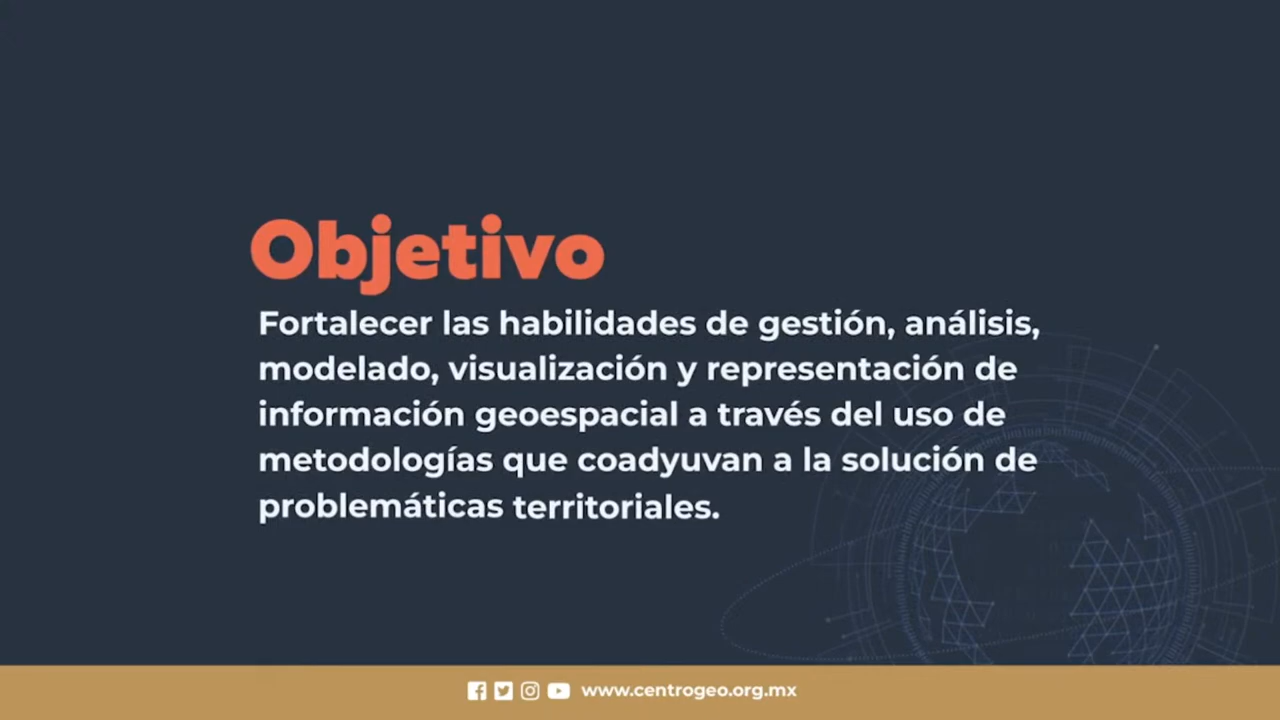 Objetivo
Fortalecer las habilidades de gestión, análisis,
modelado, visualización y representación de
información geoespacial a través del uso de
metodologías que coadyuvan a la solución de
problemáticas territoriales.
www.centrogeo.org.mx